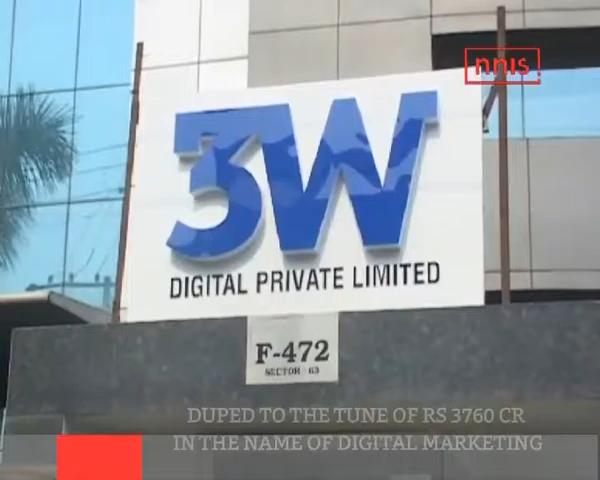 nnis
3W
DIGITAL PRIVATE LIMITED
F-472
SECTOR - 63
DUPED TO THE TUNE OF RS 3760 CR
IN THE NAME OF DIGITAL MARKETING